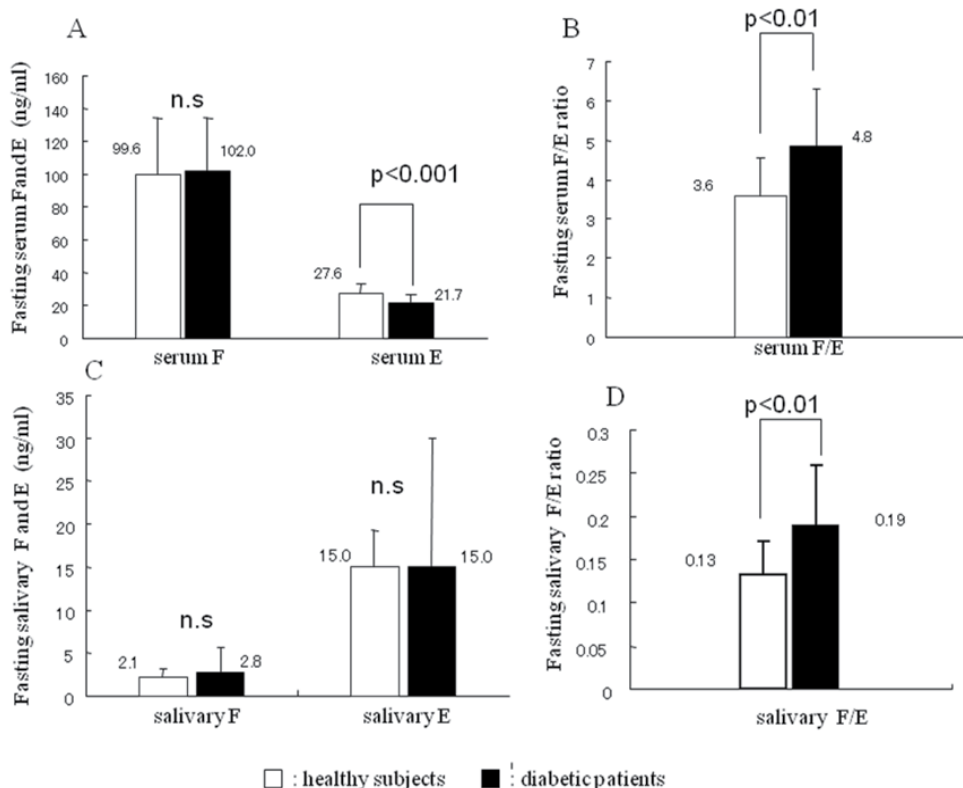 A
Fasting serum F and E (ng/ml)
160
140
120
100
80
60
40
20
0
n.s
99.6
102.0
p<0.001
27.6
21.7
serum F
serum E
B
p<0.01
Fasting serum F/E ratio
7
6
5
4
3
2
1
0
3.6
4.8
serum F/E
C
Fasting salivary F and E (ng/ml)
35
30
25
20
15
10
5
0
n.s
2.1
2.8
n.s
15.0
15.0
salivary F
salivary E
D
p<0.01
Fasting salivary F/E ratio
0.3
0.25
0.2
0.15
0.1
0.05
0
0.13
0.19
salivary F/E
: healthy subjects
: diabetic patients